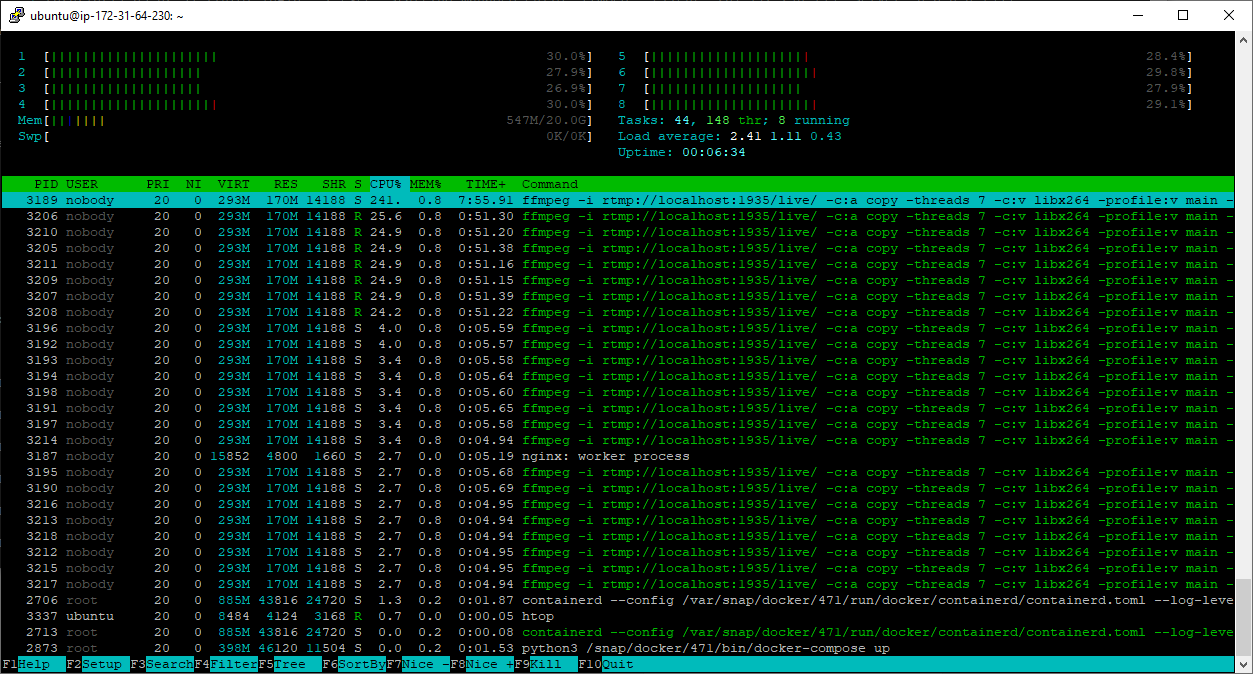 ubuntu@ip-172-31-64-230: ~
1 [||||||||||||||||||||| 30.0%] 5 [|||||||||||||||||||| 28.4%]
2 [||||||||||||||||||| 27.9%] 6 [||||||||||||||||||||| 29.8%]
3 [||||||||||||||||||| 26.9%] 7 [||||||||||||||||||| 27.9%]
4 [||||||||||||||||||||| 30.0%] 8 [||||||||||||||||||||| 29.1%]
Mem[||||||| 547M/20.0G] Tasks: 44, 148 thr; 8 running
Swp[ 0K/0K] Load average: 2.41 1.11 0.43
Uptime: 00:06:34
PID USER PRI NI VIRT RES SHR S CPU% MEM% TIME+ Command
3189 nobody 20 0 293M 170M 14188 S 241. 0.8 7:55.91 ffmpeg -i rtmp://localhost:1935/live/ -c:a copy -threads 7 -c:v libx264 -profile:v main -
3206 nobody 20 0 293M 170M 14188 R 25.6 0.8 0:51.30 ffmpeg -i rtmp://localhost:1935/live/ -c:a copy -threads 7 -c:v libx264 -profile:v main -
3210 nobody 20 0 293M 170M 14188 R 24.9 0.8 0:51.20 ffmpeg -i rtmp://localhost:1935/live/ -c:a copy -threads 7 -c:v libx264 -profile:v main -
3205 nobody 20 0 293M 170M 14188 R 24.9 0.8 0:51.38 ffmpeg -i rtmp://localhost:1935/live/ -c:a copy -threads 7 -c:v libx264 -profile:v main -
3211 nobody 20 0 293M 170M 14188 R 24.9 0.8 0:51.16 ffmpeg -i rtmp://localhost:1935/live/ -c:a copy -threads 7 -c:v libx264 -profile:v main -
3209 nobody 20 0 293M 170M 14188 R 24.9 0.8 0:51.15 ffmpeg -i rtmp://localhost:1935/live/ -c:a copy -threads 7 -c:v libx264 -profile:v main -
3207 nobody 20 0 293M 170M 14188 R 24.9 0.8 0:51.39 ffmpeg -i rtmp://localhost:1935/live/ -c:a copy -threads 7 -c:v libx264 -profile:v main -
3208 nobody 20 0 293M 170M 14188 R 24.2 0.8 0:51.22 ffmpeg -i rtmp://localhost:1935/live/ -c:a copy -threads 7 -c:v libx264 -profile:v main -
3196 nobody 20 0 293M 170M 14188 S 4.0 0.8 0:05.59 ffmpeg -i rtmp://localhost:1935/live/ -c:a copy -threads 7 -c:v libx264 -profile:v main -
3192 nobody 20 0 293M 170M 14188 S 4.0 0.8 0:05.57 ffmpeg -i rtmp://localhost:1935/live/ -c:a copy -threads 7 -c:v libx264 -profile:v main -
3193 nobody 20 0 293M 170M 14188 S 3.4 0.8 0:05.58 ffmpeg -i rtmp://localhost:1935/live/ -c:a copy -threads 7 -c:v libx264 -profile:v main -
3194 nobody 20 0 293M 170M 14188 S 3.4 0.8 0:05.64 ffmpeg -i rtmp://localhost:1935/live/ -c:a copy -threads 7 -c:v libx264 -profile:v main -
3198 nobody 20 0 293M 170M 14188 S 3.4 0.8 0:05.60 ffmpeg -i rtmp://localhost:1935/live/ -c:a copy -threads 7 -c:v libx264 -profile:v main -
3191 nobody 20 0 293M 170M 14188 S 3.4 0.8 0:05.65 ffmpeg -i rtmp://localhost:1935/live/ -c:a copy -threads 7 -c:v libx264 -profile:v main -
3197 nobody 20 0 293M 170M 14188 S 3.4 0.8 0:05.58 ffmpeg -i rtmp://localhost:1935/live/ -c:a copy -threads 7 -c:v libx264 -profile:v main -
3214 nobody 20 0 293M 170M 14188 S 3.4 0.8 0:04.94 ffmpeg -i rtmp://localhost:1935/live/ -c:a copy -threads 7 -c:v libx264 -profile:v main -
3187 nobody 20 0 15852 4800 1660 S 2.7 0.0 0:05.19 nginx: worker process
3195 nobody 20 0 293M 170M 14188 S 2.7 0.8 0:05.68 ffmpeg -i rtmp://localhost:1935/live/ -c:a copy -threads 7 -c:v libx264 -profile:v main -
3190 nobody 20 0 293M 170M 14188 S 2.7 0.8 0:05.69 ffmpeg -i rtmp://localhost:1935/live/ -c:a copy -threads 7 -c:v libx264 -profile:v main -
3216 nobody 20 0 293M 170M 14188 S 2.7 0.8 0:04.95 ffmpeg -i rtmp://localhost:1935/live/ -c:a copy -threads 7 -c:v libx264 -profile:v main -
3213 nobody 20 0 293M 170M 14188 S 2.7 0.8 0:04.94 ffmpeg -i rtmp://localhost:1935/live/ -c:a copy -threads 7 -c:v libx264 -profile:v main -
3218 nobody 20 0 293M 170M 14188 S 2.7 0.8 0:04.94 ffmpeg -i rtmp://localhost:1935/live/ -c:a copy -threads 7 -c:v libx264 -profile:v main -
3212 nobody 20 0 293M 170M 14188 S 2.7 0.8 0:04.95 ffmpeg -i rtmp://localhost:1935/live/ -c:a copy -threads 7 -c:v libx264 -profile:v main -
3215 nobody 20 0 293M 170M 14188 S 2.7 0.8 0:04.94 ffmpeg -i rtmp://localhost:1935/live/ -c:a copy -threads 7 -c:v libx264 -profile:v main -
3217 nobody 20 0 293M 170M 14188 S 2.7 0.8 0:04.94 ffmpeg -i rtmp://localhost:1935/live/ -c:a copy -threads 7 -c:v libx264 -profile:v main -
2706 root 20 0 885M 43816 24720 S 1.3 0.2 0:01.87 containerd --config /var/snap/docker/471/run/docker/containerd/containerd.toml --log-leve
3337 ubuntu 20 0 8484 4124 3168 R 0.7 0.0 0:00.05 htop
2713 root 20 0 885M 43816 24720 S 0.0 0.2 0:00.08 containerd --config /var/snap/docker/471/run/docker/containerd/containerd.toml --log-leve
2873 root 20 0 398M 46120 11504 S 0.0 0.2 0:01.53 python3 /snap/docker/471/bin/docker-compose up
F1Help F2Setup F3SearchF4FilterF5Tree F6SortByF7Nice -F8Nice +F9Kill F10Quit